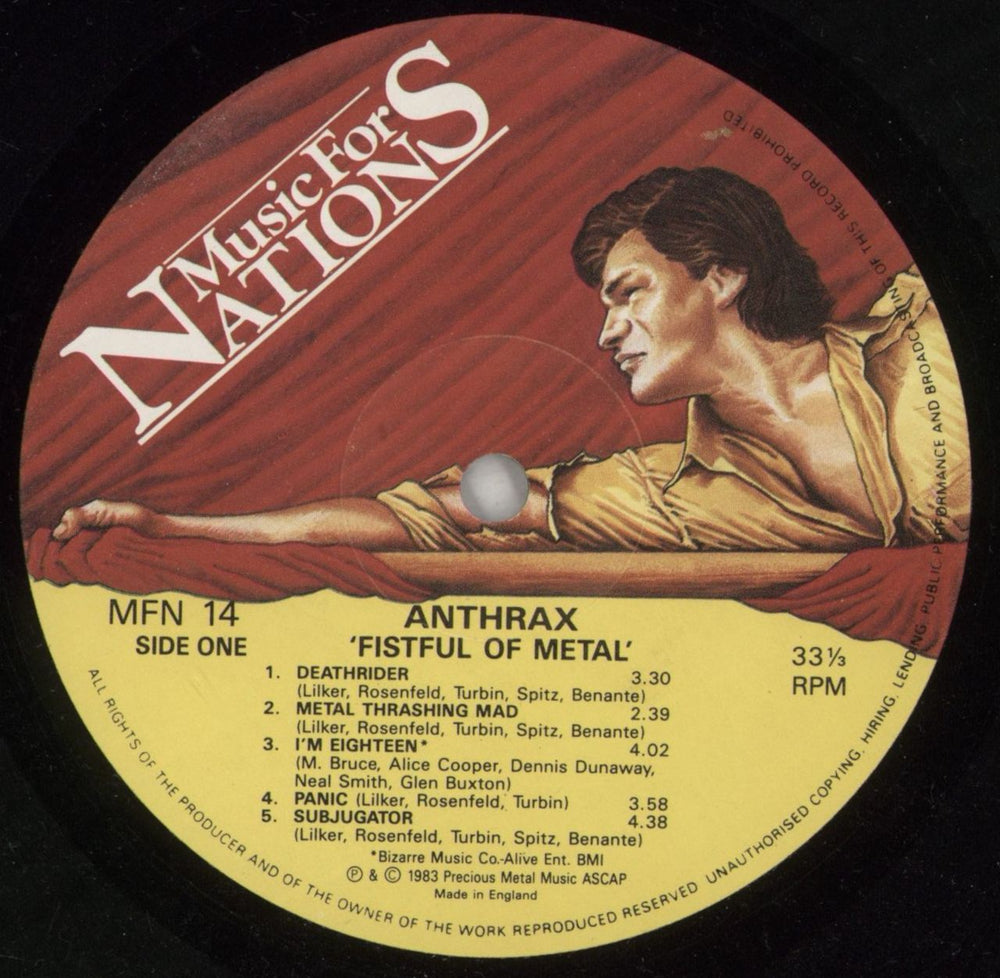 Music For
NATIONS
MFN 14
SIDE ONE
ANTHRAX
'FISTFUL OF METAL'
33⅓
RPM
1. DEATHRIDER 3.30
(Lilker, Rosenfeld, Turbin, Spitz, Benante)
2. METAL THRASHING MAD 2.39
(Lilker, Rosenfeld, Turbin, Spitz, Benante)
3. I'M EIGHTEEN* 4.02
(M. Bruce, Alice Cooper, Dennis Dunaway,
Neal Smith, Glen Buxton)
4. PANIC (Lilker, Rosenfeld, Turbin) 3.58
5. SUBJUGATOR 4.38
(Lilker, Rosenfeld, Turbin, Spitz, Benante)
*Bizarre Music Co.-Alive Ent. BMI
Ⓟ & © 1983 Precious Metal Music ASCAP
Made in England
ALL RIGHTS OF THE PRODUCER AND OF THE OWNER OF THE WORK REPRODUCED RESERVED UNAUTHORISED COPYING. HIRING. LENDING. PUBLIC PERFORMANCE AND BROADCASTING OF THIS RECORD PROHIBITED